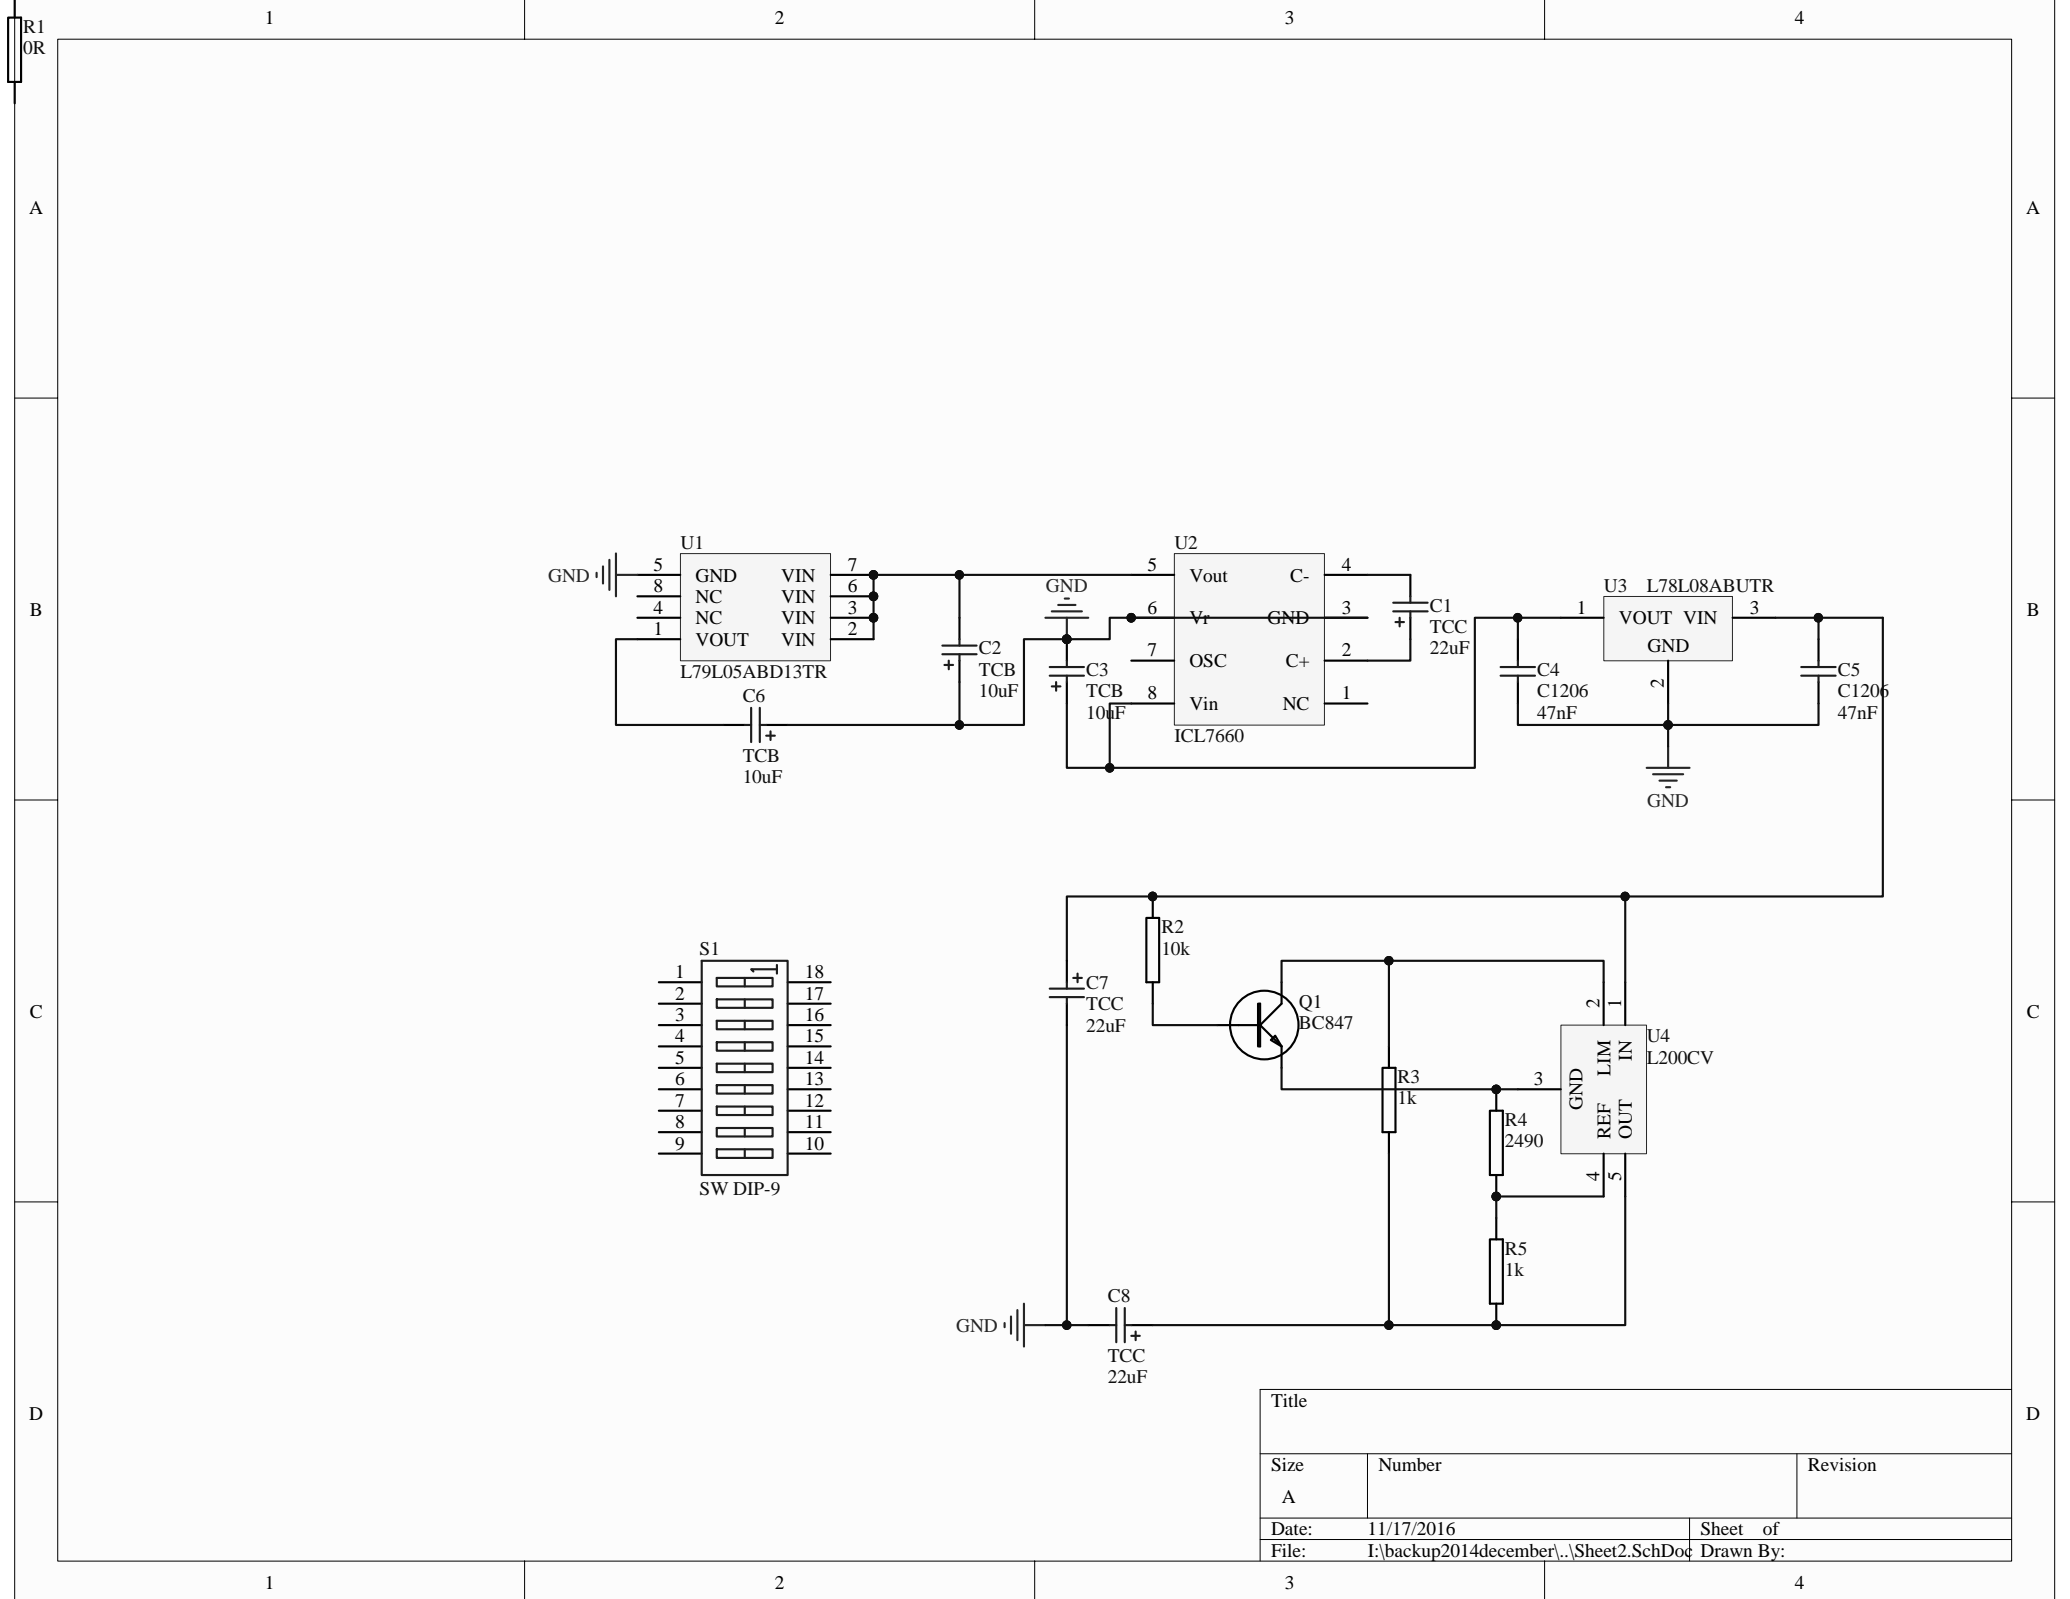 1 2 3 4
R1
0R
A A
B B
C C
D D
U1
GND
5 GND VIN 7
8 NC VIN 6
4 NC VIN 3
1 VOUT VIN 2
L79L05ABD13TR
C6
+
TCB
10uF
C2
+
TCB
10uF
GND
C3
+
TCB
10uF
U2
5 Vout C- 4
6 Vr GND 3
7 OSC C+ 2
8 Vin NC 1
ICL7660
C1
+
TCC
22uF
U3 L78L08ABUTR
1 VOUT VIN 3
GND
2
C4
C1206
47nF
C5
C1206
47nF
GND
S1
1
1 18
2 17
3 16
4 15
5 14
6 13
7 12
8 11
9 10
SW DIP-9
R2
10k
+
C7
TCC
22uF
Q1
BC847
R3
1k
R4
2490
R5
1k
U4
L200CV
2 1
LIM IN
3 GND
REF OUT
4 5
GND
C8
+
TCC
22uF
Title
Size Number Revision
A
Date: 11/17/2016 Sheet of
File: I:\backup2014december\..\Sheet2.SchDoc Drawn By:
1 2 3 4